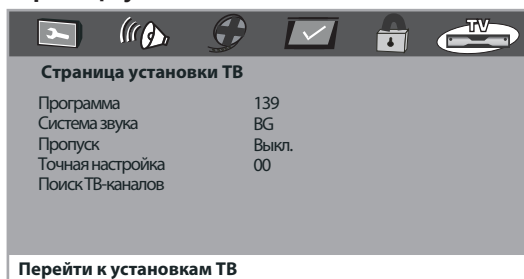 TV
Страница установки ТВ
Программа 139
Система звука BG
Пропуск Выкл.
Точная настройка 00
Поиск ТВ-каналов
Перейти к установкам ТВ